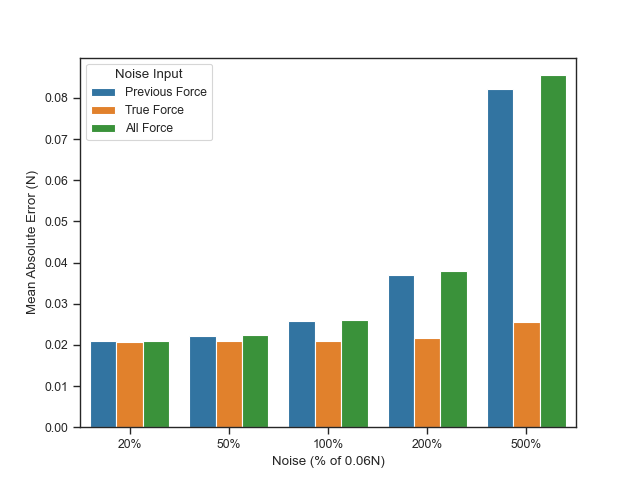 Noise Input
Previous Force
True Force
All Force
Mean Absolute Error (N)
0.08
0.07
0.06
0.05
0.04
0.03
0.02
0.01
0.00
20% 50% 100% 200% 500%
Noise (% of 0.06N)